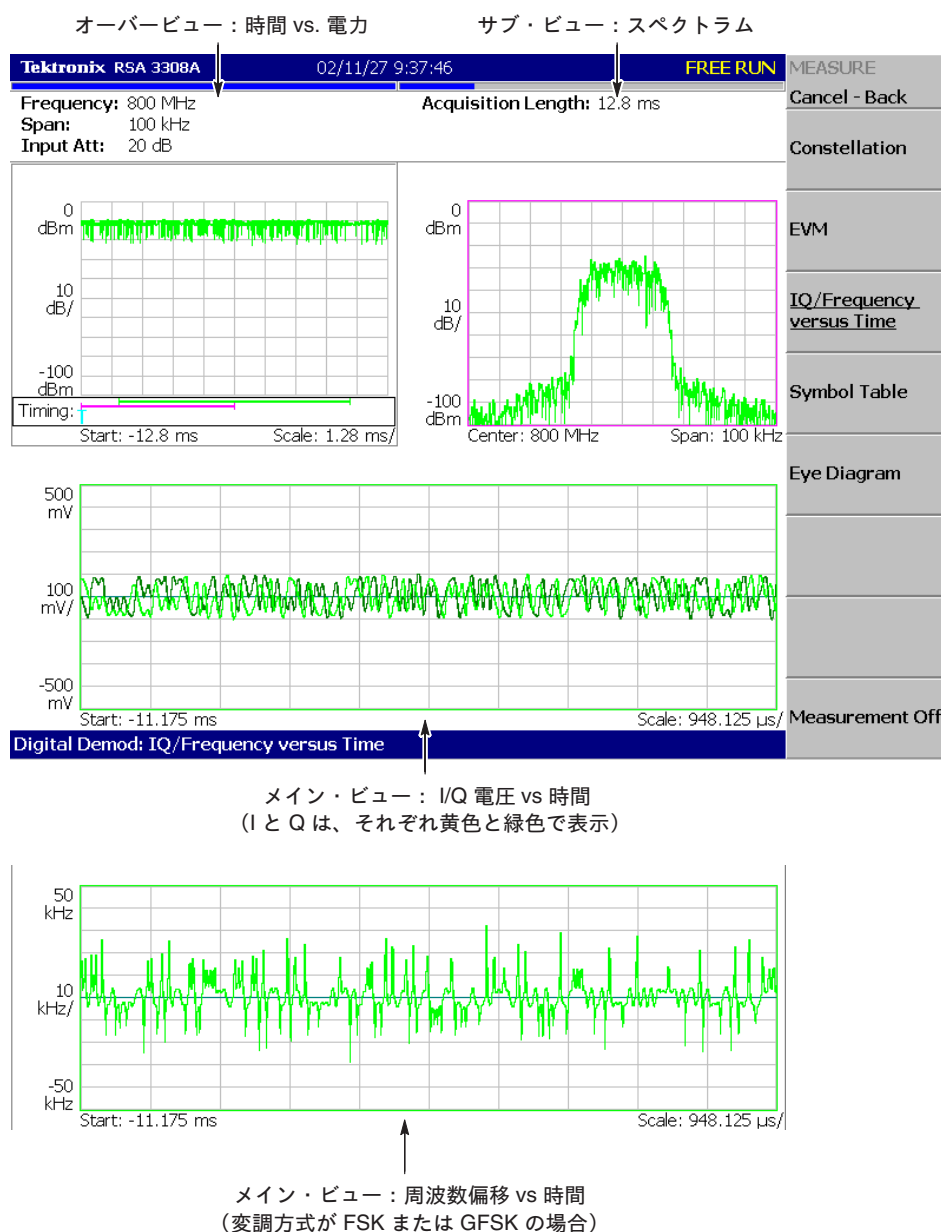 オーバービュー：時間 vs. 電力
サブ・ビュー：スペクトラム
Tektronix RSA 3308A 02/11/27 9:37:46 FREE RUN
MEASURE
Frequency: 800 MHz
Span: 100 kHz
Input Att: 20 dB
Acquisition Length: 12.8 ms
Cancel - Back
Constellation
EVM
IQ/Frequency
versus Time
Symbol Table
Eye Diagram
Measurement Off
0
dBm
10
dB/
-100
dBm
Timing:
T
Start: -12.8 ms Scale: 1.28 ms/
0
dBm
10
dB/
-100
dBm
Center: 800 MHz Span: 100 kHz
500
mV
100
mV/
-500
mV
Start: -11.175 ms Scale: 948.125 µs/
Digital Demod: IQ/Frequency versus Time
メイン・ビュー： I/Q 電圧 vs 時間
（I と Q は、それぞれ黄色と緑色で表示）
50
kHz
10
kHz/
-50
kHz
Start: -11.175 ms Scale: 948.125 µs/
メイン・ビュー：周波数偏移 vs 時間
（変調方式が FSK または GFSK の場合）